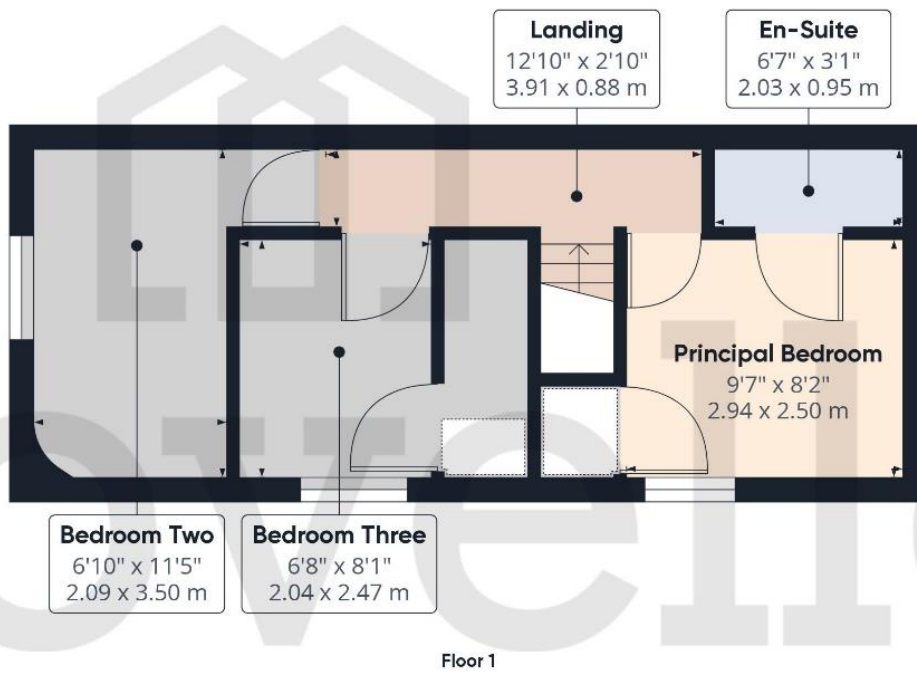 Landing
12'10" x 2'10"
3.91 x 0.88 m
En-Suite
6'7" x 3'1"
2.03 x 0.95 m
Principal Bedroom
9'7" x 8'2"
2.94 x 2.50 m
Bedroom Two
6'10" x 11'5"
2.09 x 3.50 m
Bedroom Three
6'8" x 8'1"
2.04 x 2.47 m
Floor 1